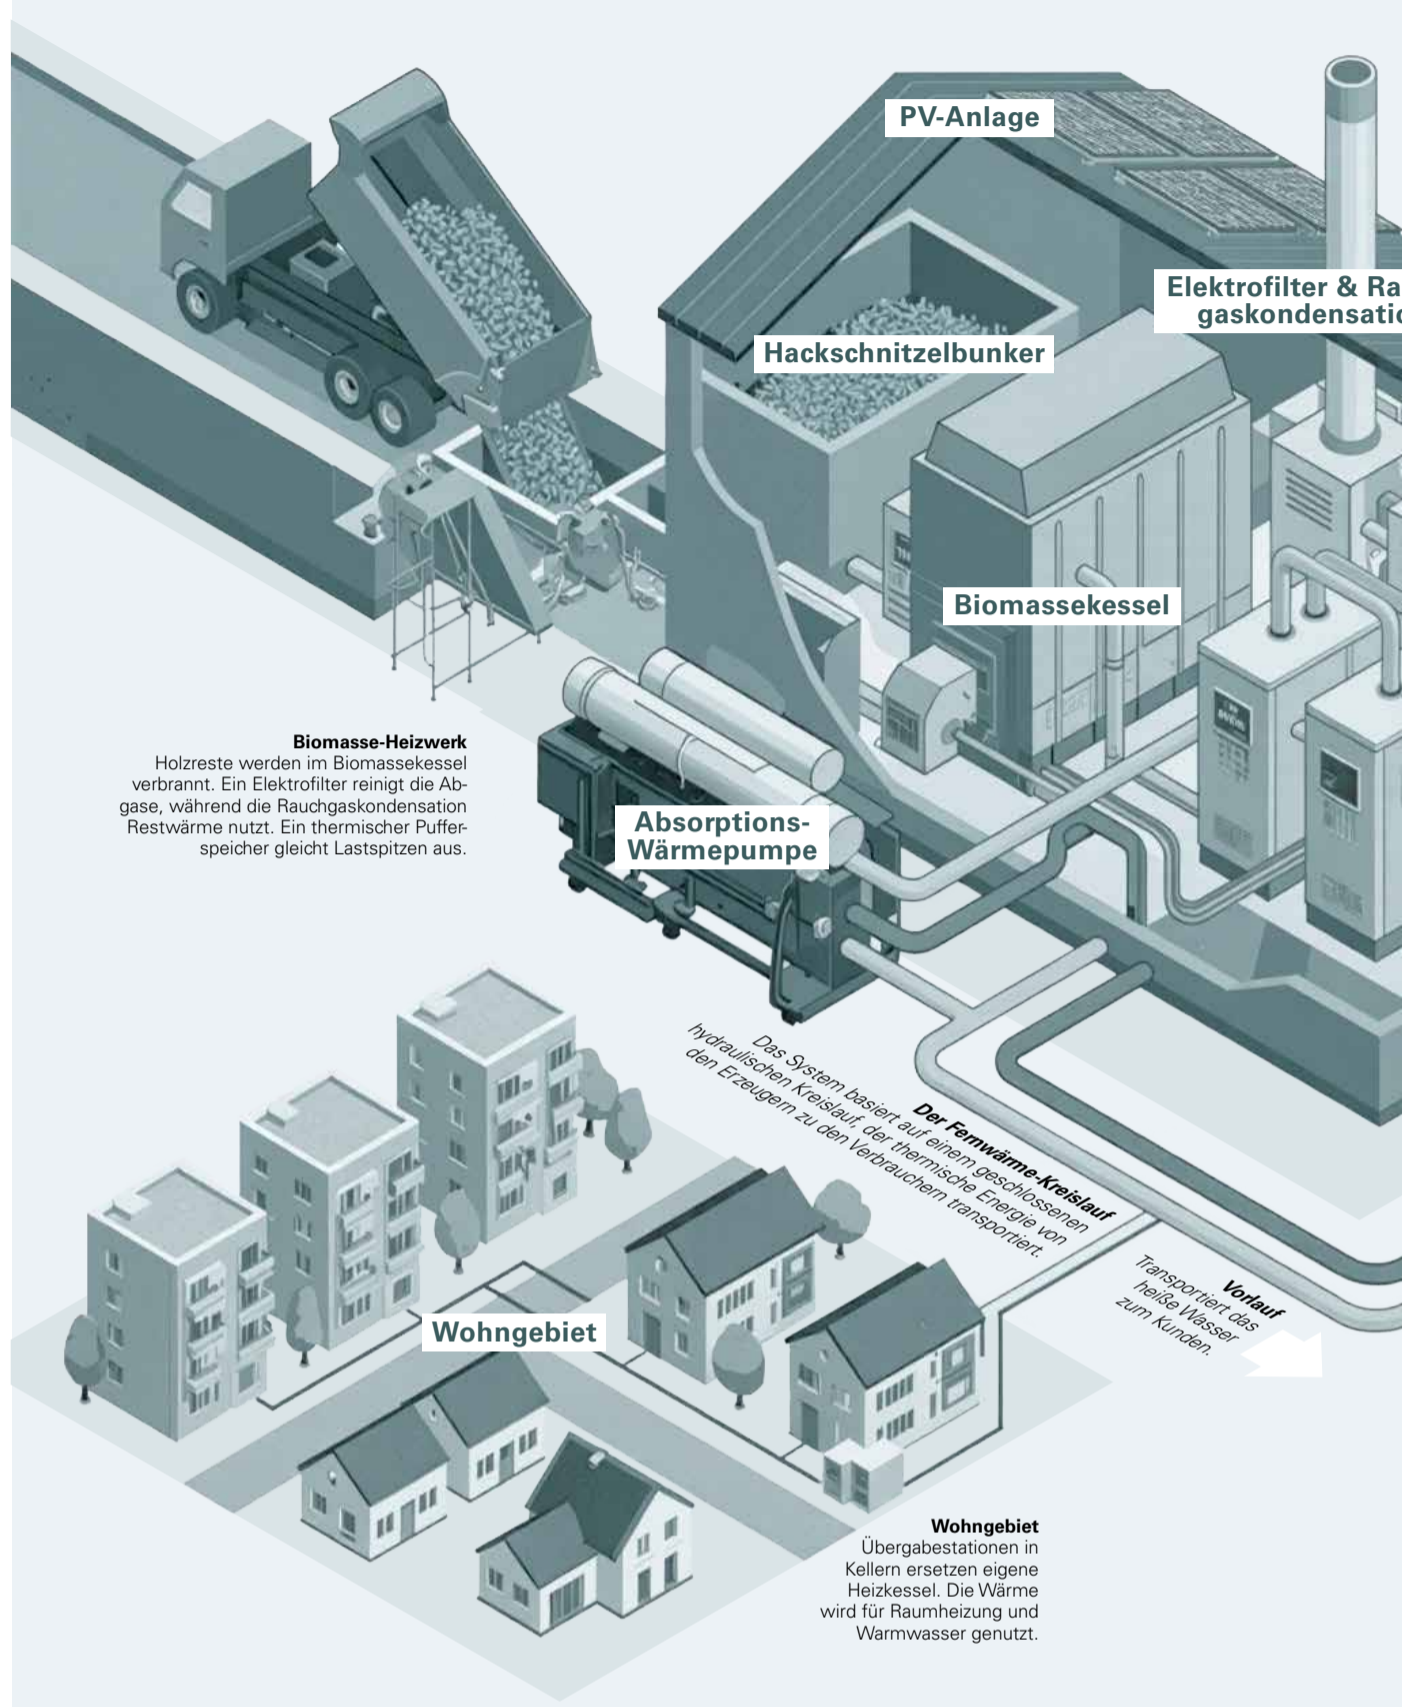 PV-Anlage
Elektrofilter & Ra
gaskondensatio
Hackschnitzelbunker
Biomassekessel
Biomasse-Heizwerk
Holzreste werden im Biomassekessel
verbrannt. Ein Elektrofilter reinigt die Ab-
gase, während die Rauchgaskondensation
Restwärme nutzt. Ein thermischer Puffer-
speicher gleicht Lastspitzen aus.
Absorptions-
Wärmepumpe
Der Fernwärme-Kreislauf
Das System basiert auf einem geschlossenen
hydraulischen Kreislauf, der thermische Energie von
den Erzeugern zu den Verbrauchern transportiert.
Vorlauf
Transportiert das
heiße Wasser
zum Kunden.
Wohngebiet
Wohngebiet
Übergabestationen in
Kellern ersetzen eigene
Heizkessel. Die Wärme
wird für Raumheizung und
Warmwasser genutzt.